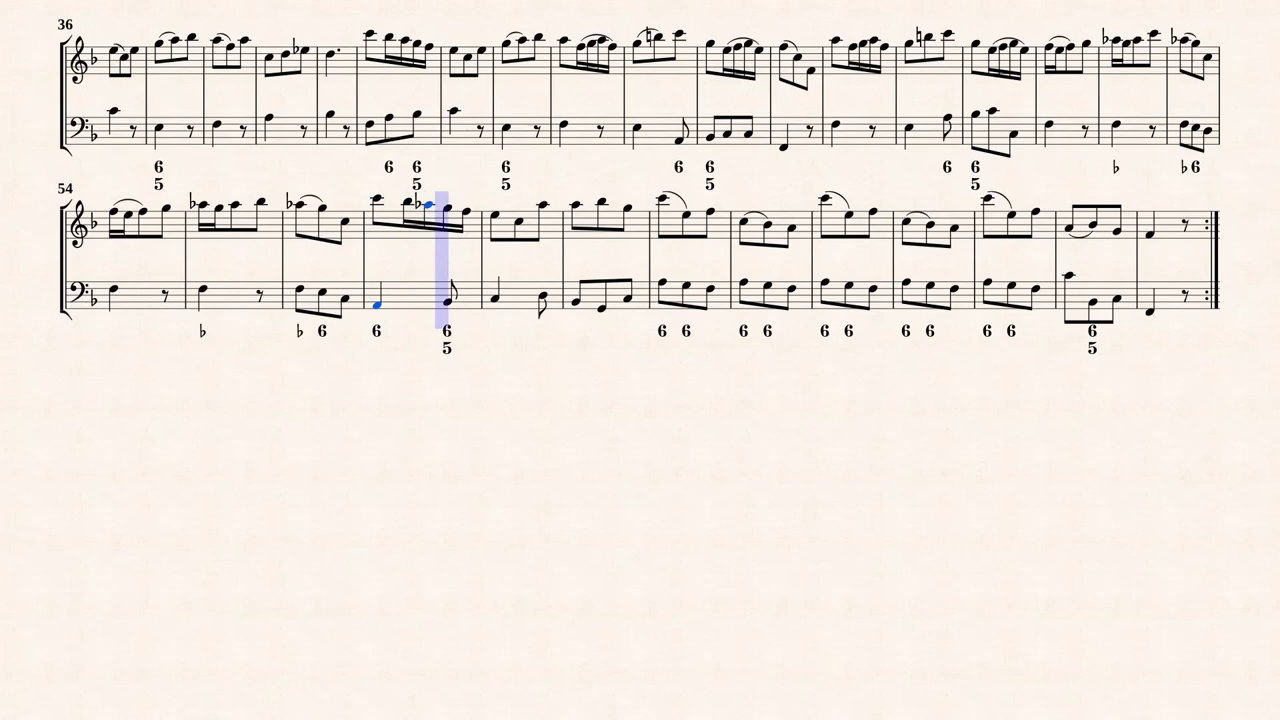 36
6 6 6 6 6 6 6 6 ♭ ♭ 6
5 5 5 5 5
54
♭ ♭ 6 6 6 6 6 6 6 6 6 6 6 6 6 6
5 5